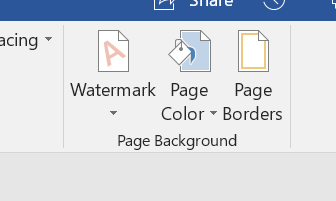 Share
acing
Watermark
Page
Color
Page
Borders
Page Background